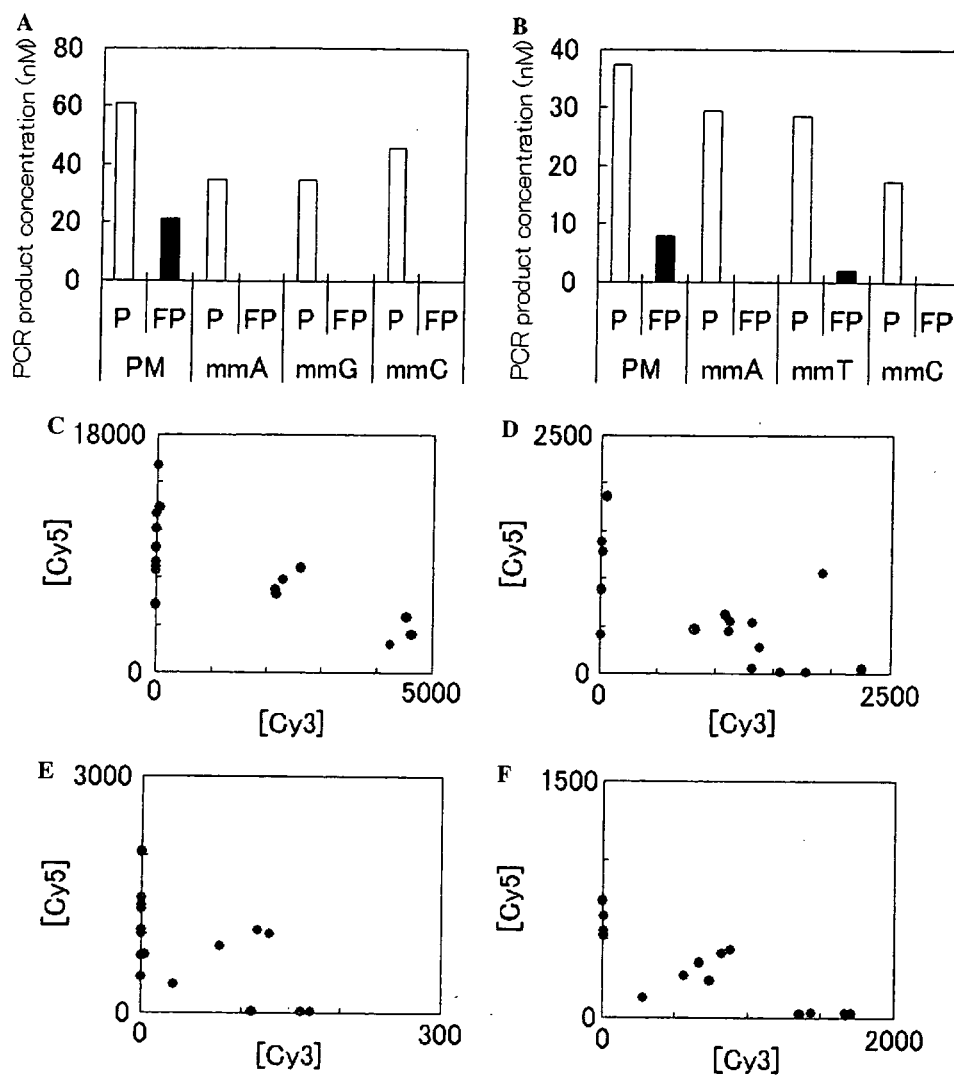 A
PCR product concentration (nM)
80
60
40
20
0
P FP P FP P FP P FP
PM mmA mmG mmC
B
PCR product concentration (nM)
40
30
20
10
0
P FP P FP P FP P FP
PM mmA mmT mmC
C
18000
[Cy5]
0
0 5000
[Cy3]
D
2500
[Cy5]
0
0 2500
[Cy3]
E
3000
[Cy5]
0
0 300
[Cy3]
F
1500
[Cy5]
0
0 2000
[Cy3]